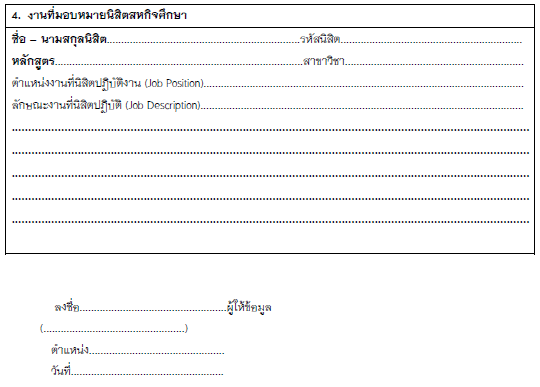 4. งานที่มอบหมายนิสิตสหกิจศึกษา
ชื่อ – นามสกุลนิสิต............................................................รหัสนิสิต............................................................
หลักสูตร............................................................สาขาวิชา............................................................
ตำแหน่งงานที่นิสิตปฏิบัติงาน (Job Position)............................................................
ลักษณะงานที่นิสิตปฏิบัติ (Job Description)............................................................
........................................................................................................................
........................................................................................................................
........................................................................................................................
........................................................................................................................
........................................................................................................................
ลงชื่อ..................................................ผู้ให้ข้อมูล
(..................................................)
ตำแหน่ง..................................................
วันที่..................................................